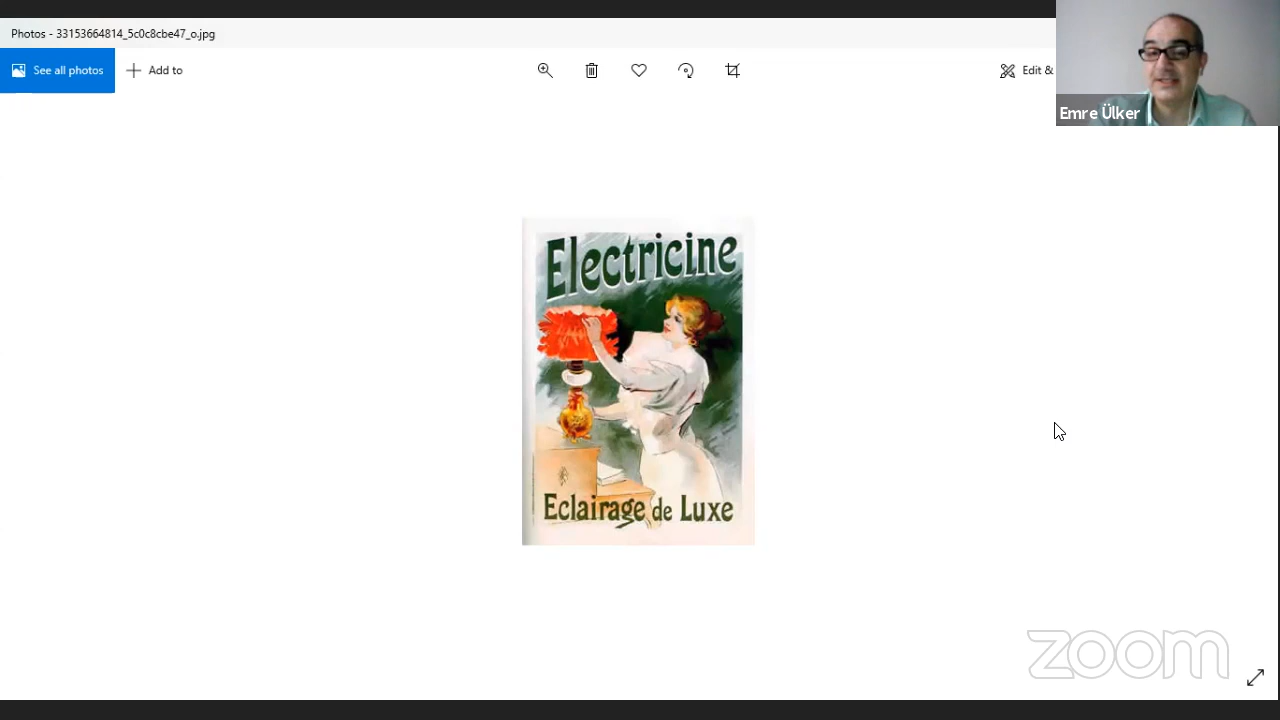 Photos - 33153664814_5c0c8cbe47_o.jpg
See all photos
Add to
Edit &
Emre Ülker
Electricine
Eclairage de Luxe
zoom